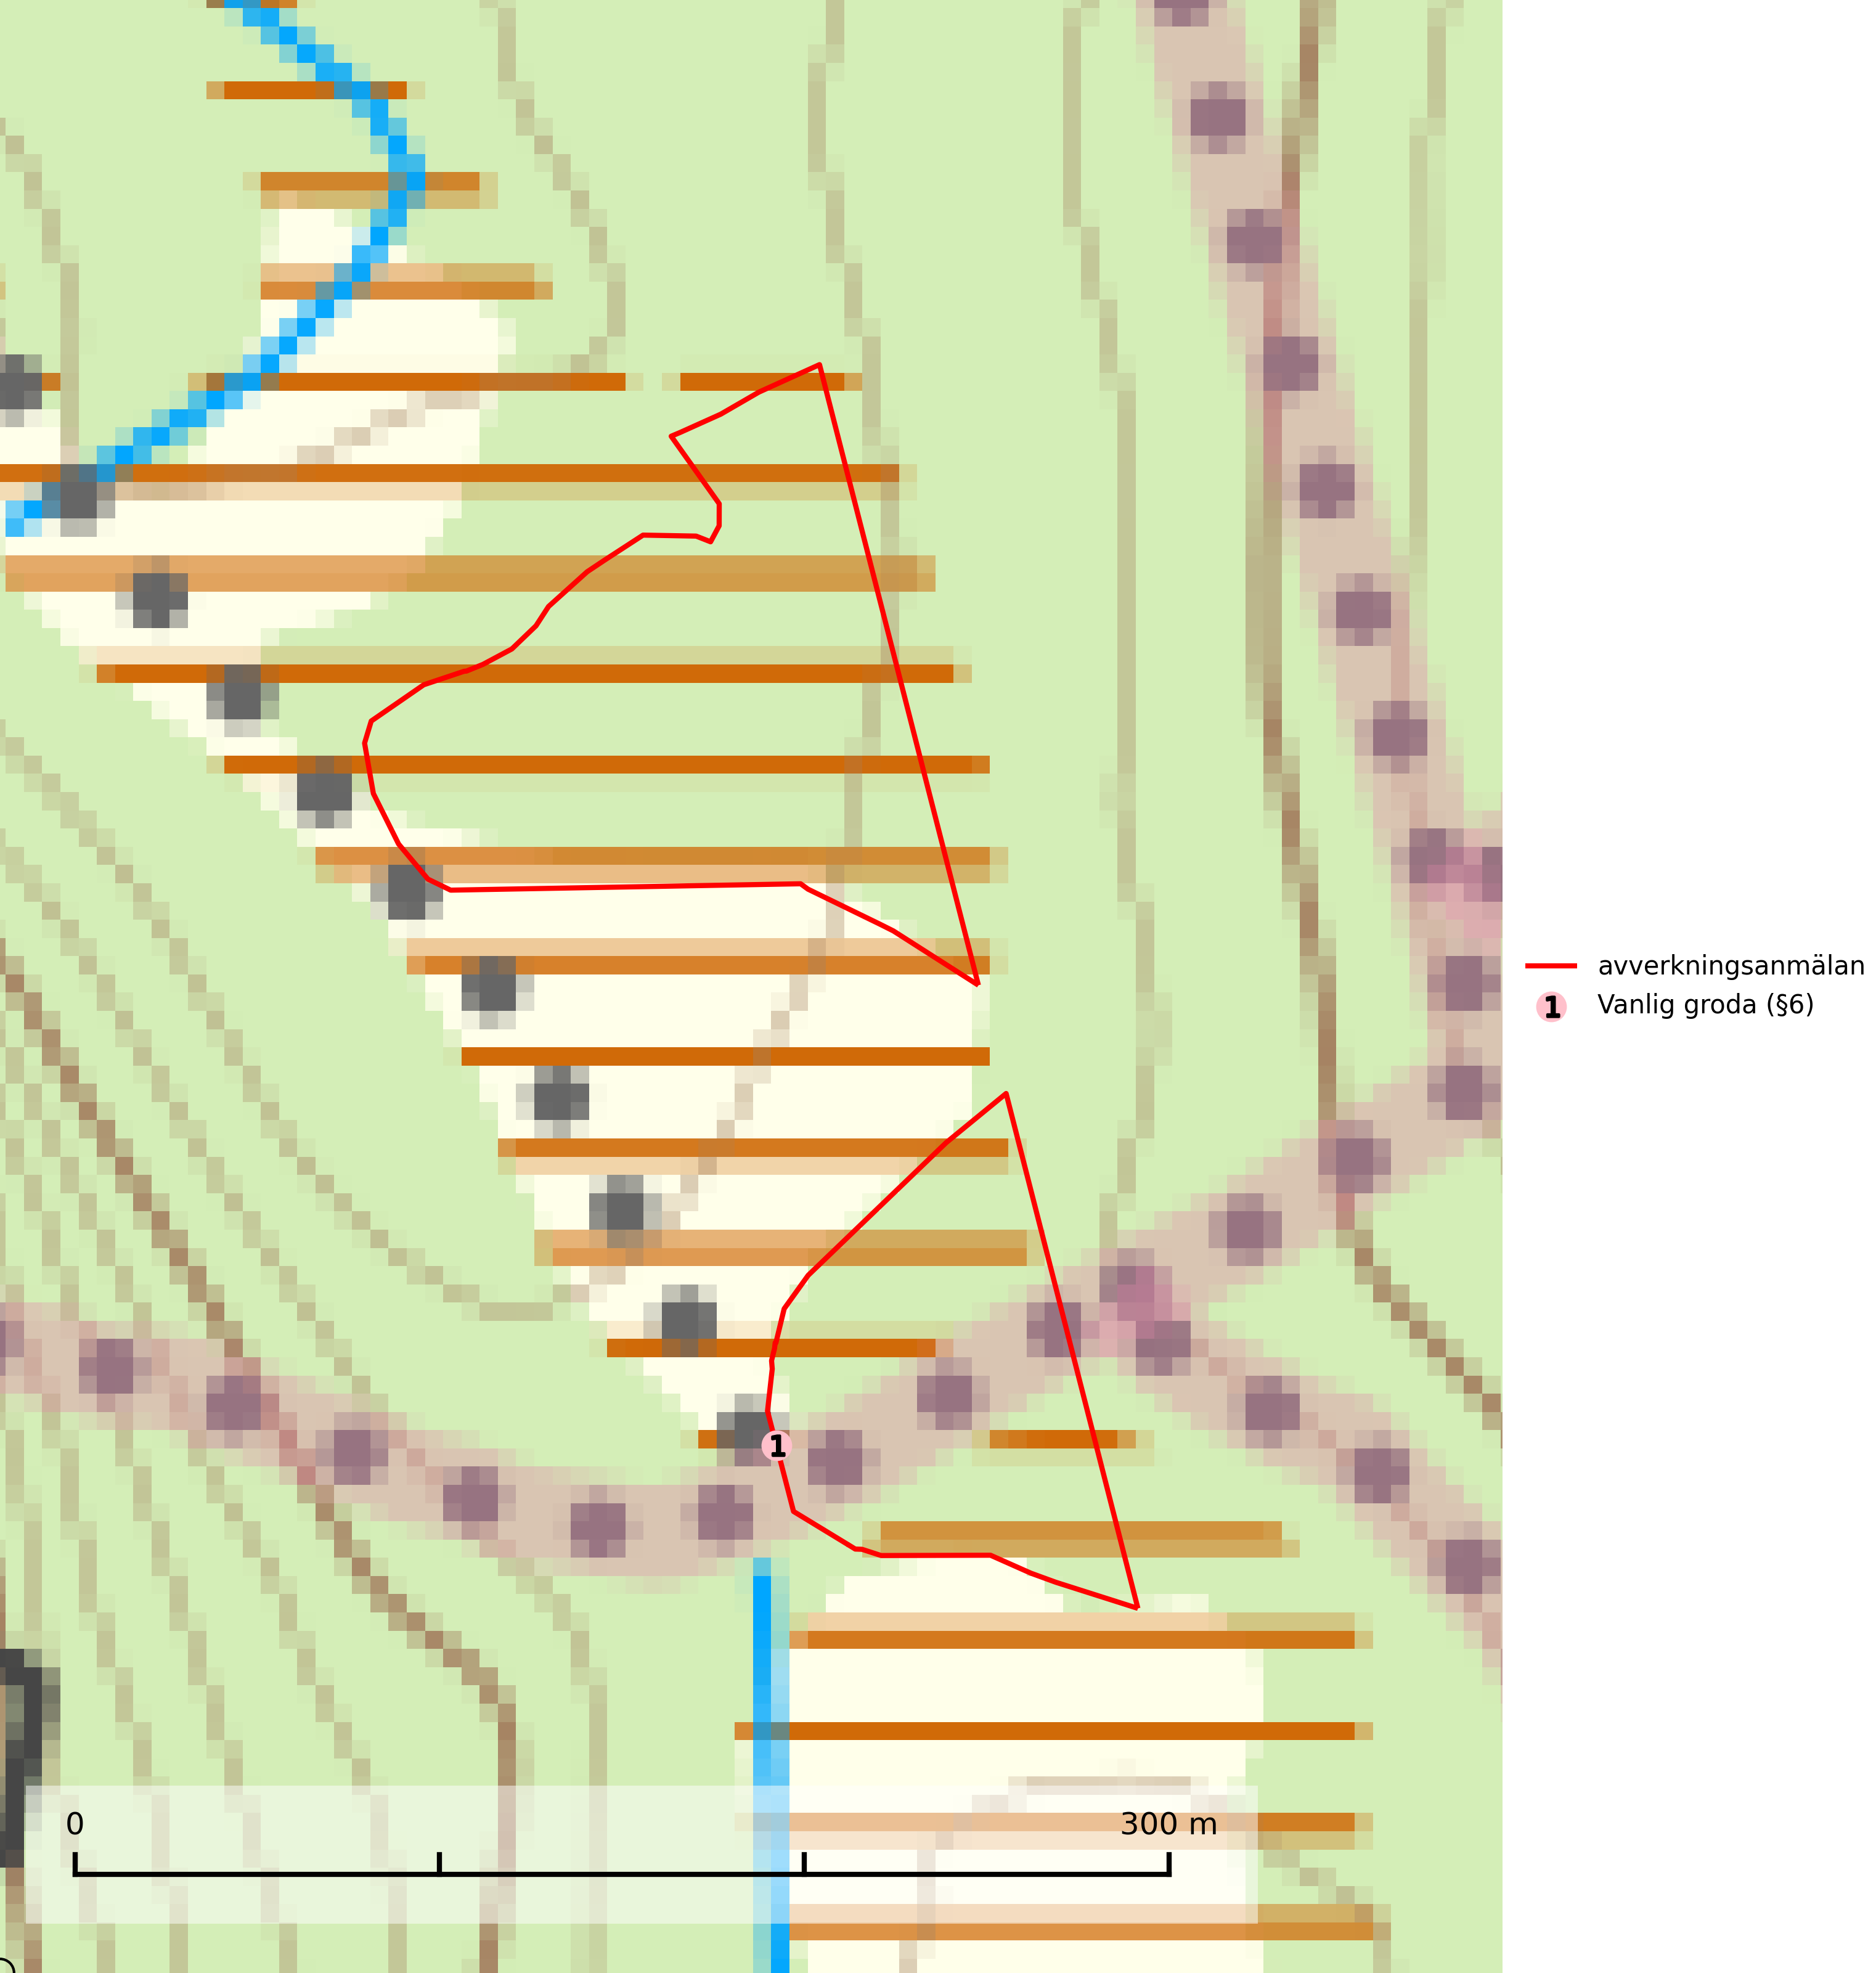 avverkningsanmälan
1 Vanlig groda (§6)
1
0 300 m